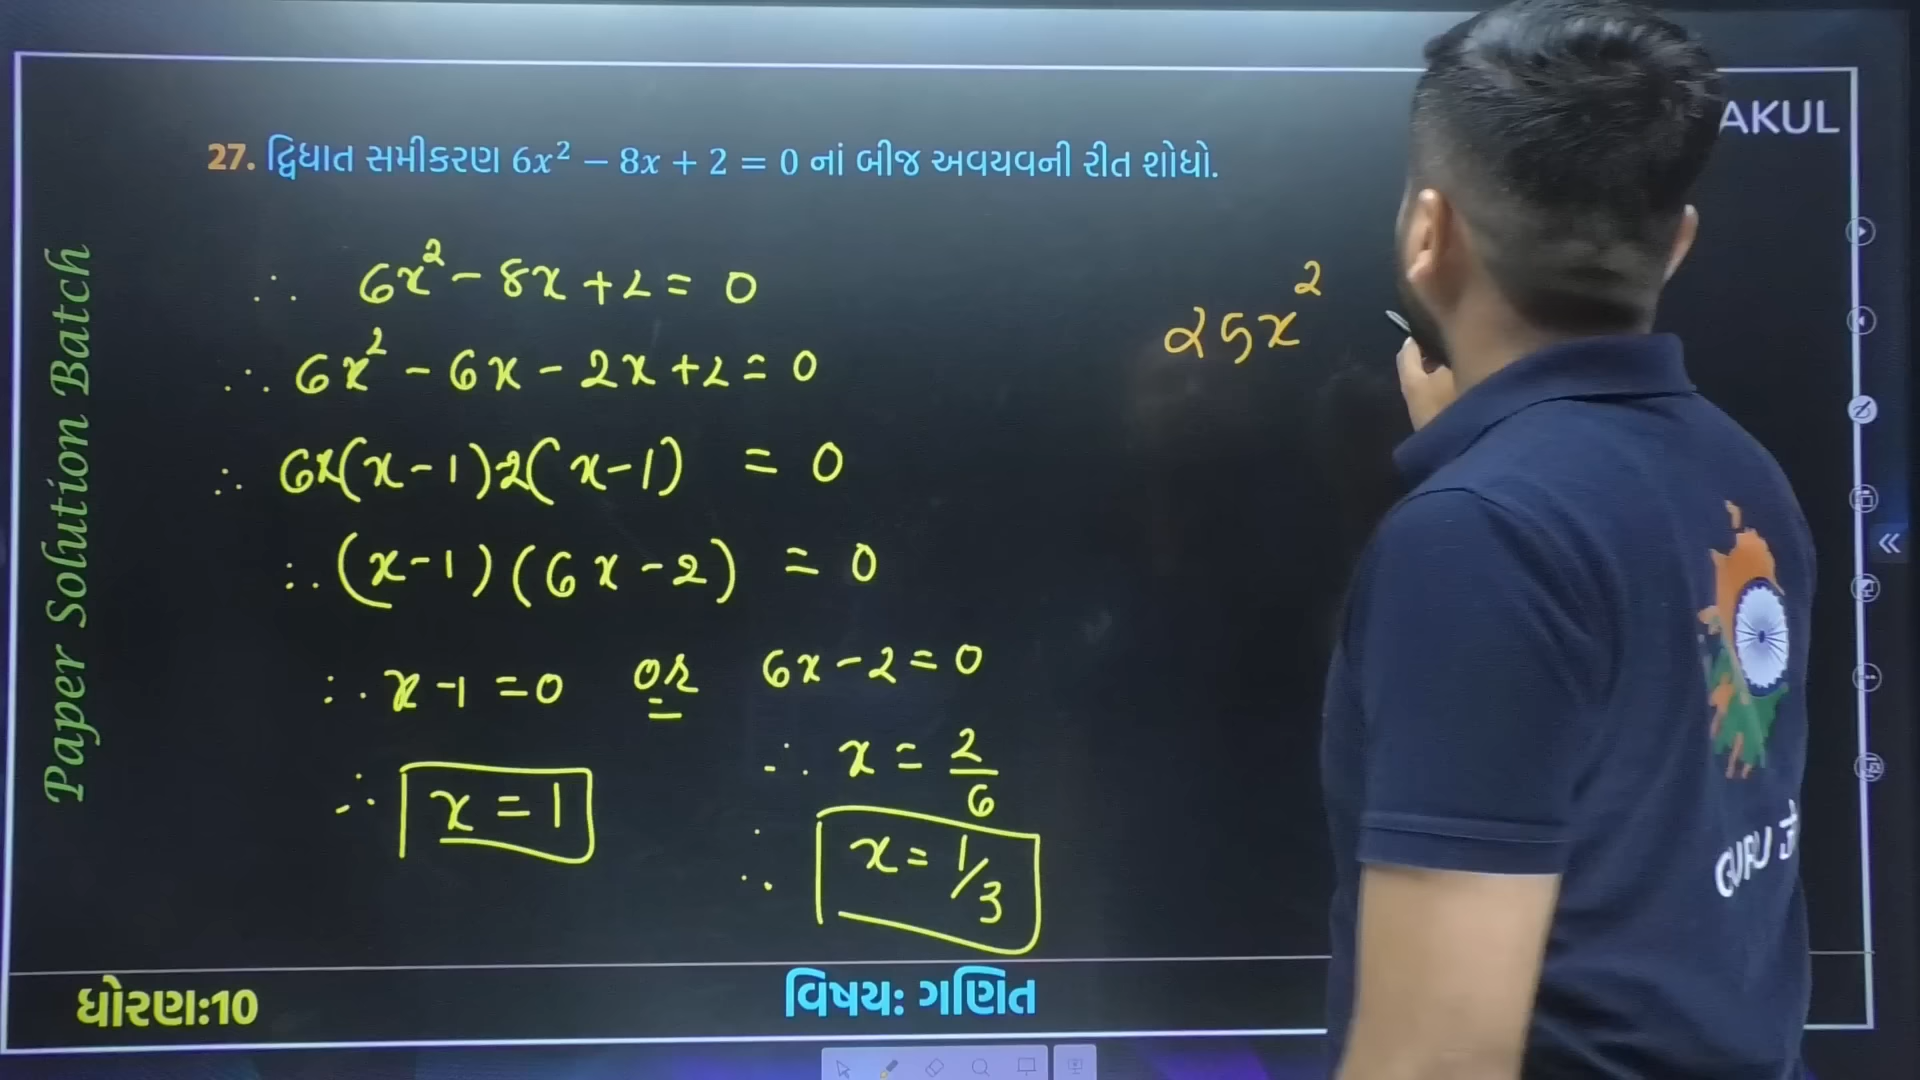 AKUL
27. દ્વિઘાત સમીકરણ 6x² − 8x + 2 = 0 નાં બીજ અવયવની રીત શોધો.
∴ 6x² − 8x + 2 = 0
∴ 6x² − 6x − 2x + 2 = 0
∴ 6x(x−1)2(x−1) = 0
∴ (x−1)(6x−2) = 0
∴ x−1 = 0 or 6x−2 = 0
∴ x = 2/6
∴ x = 1
∴ x = 1/3
25x²
Paper Solution Batch
ધોરણ:10
વિષય: ગણિત